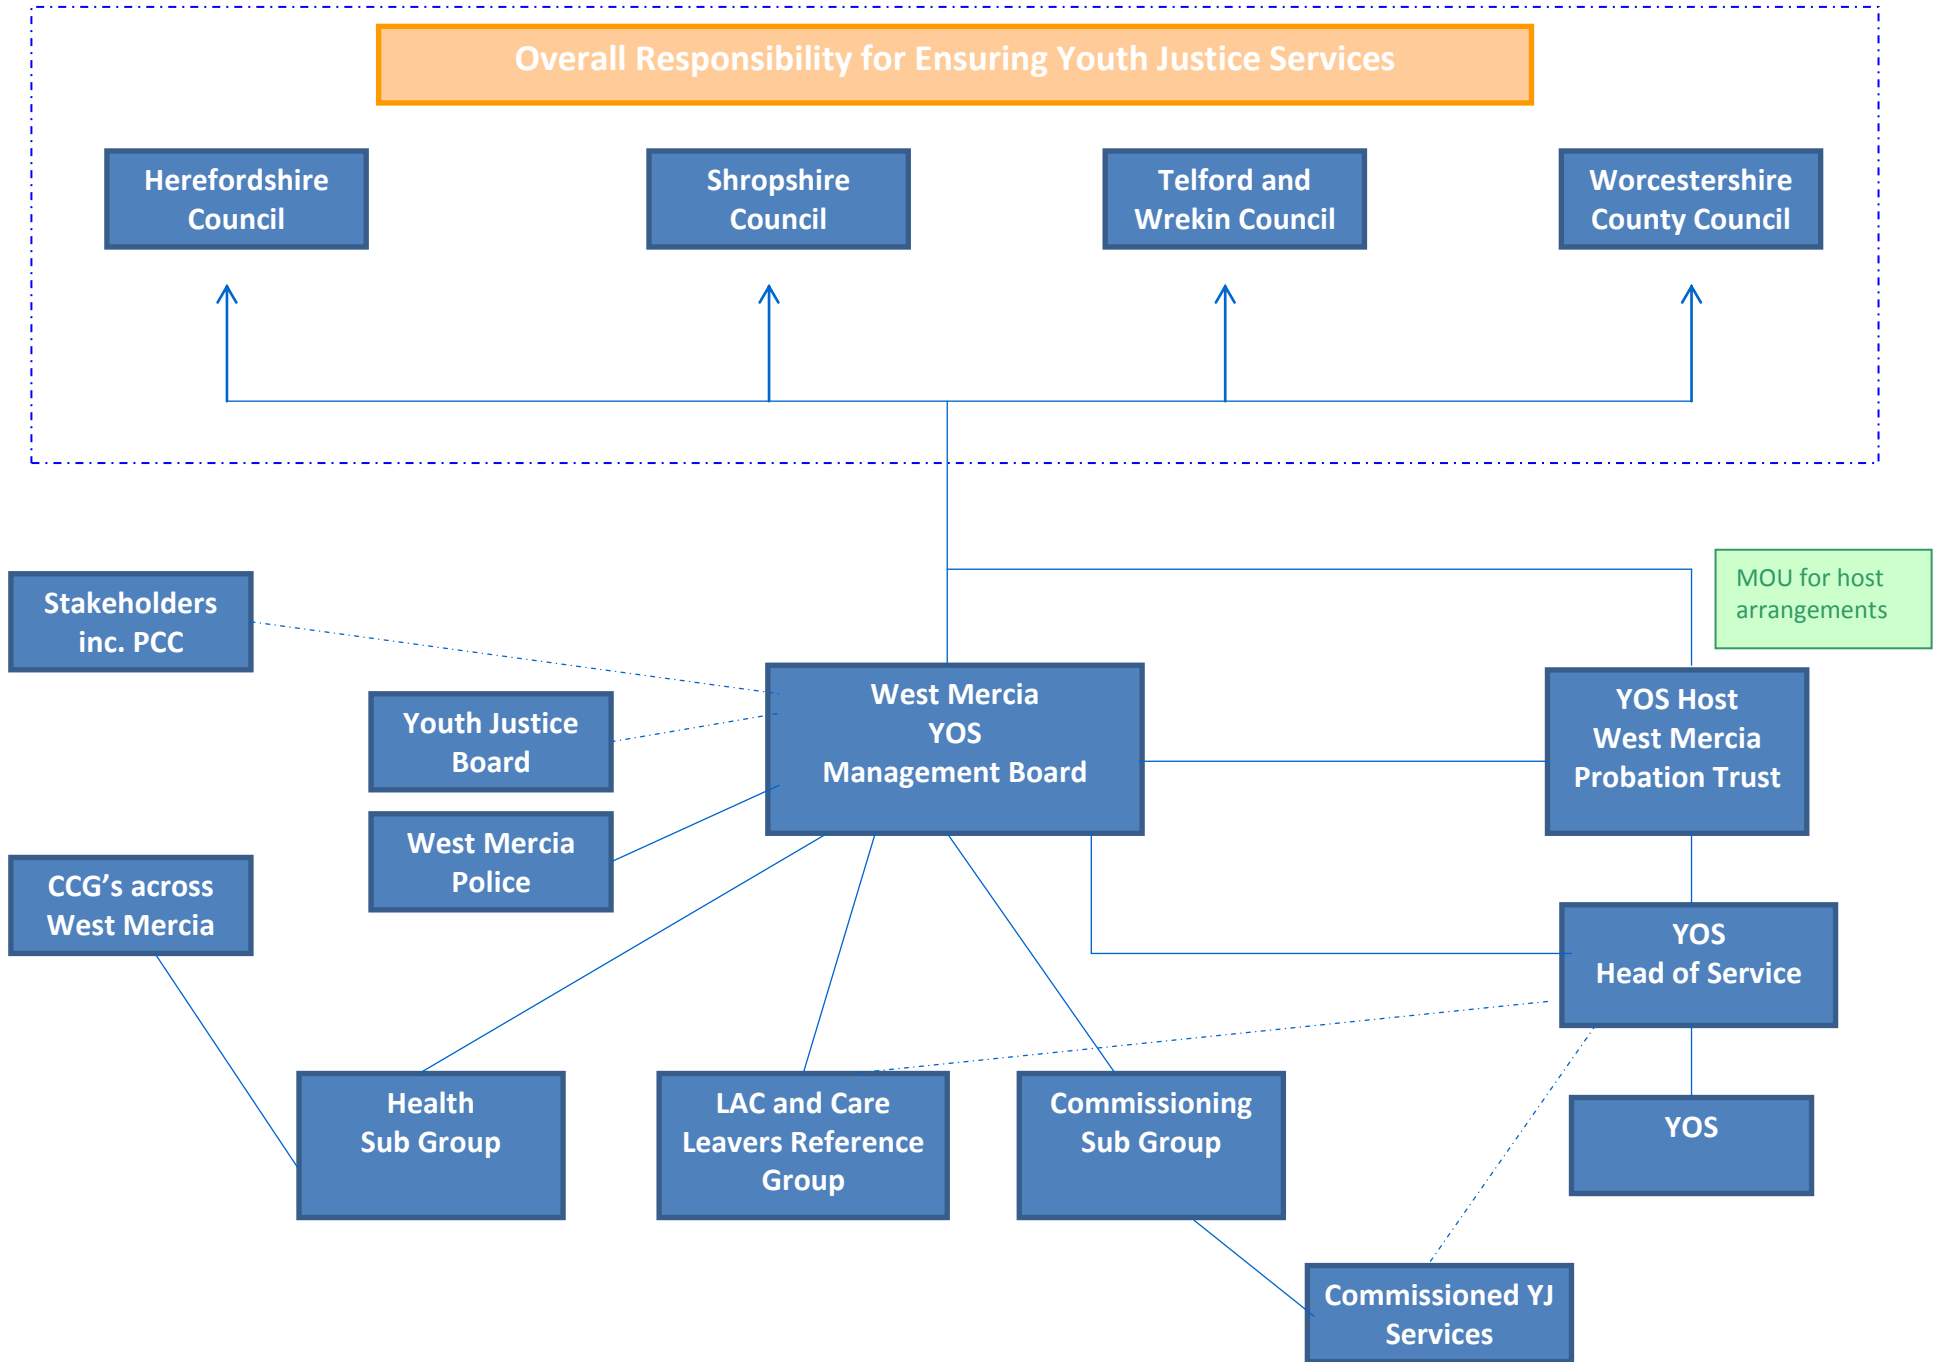 Overall Responsibility for Ensuring Youth Justice Services
Herefordshire
Council
Shropshire
Council
Telford and
Wrekin Council
Worcestershire
County Council
MOU for host
arrangements
Stakeholders
inc. PCC
Youth Justice
Board
West Mercia
YOS
Management Board
YOS Host
West Mercia
Probation Trust
West Mercia
Police
CCG’s across
West Mercia
YOS
Head of Service
Health
Sub Group
LAC and Care
Leavers Reference
Group
Commissioning
Sub Group
YOS
Commissioned YJ
Services